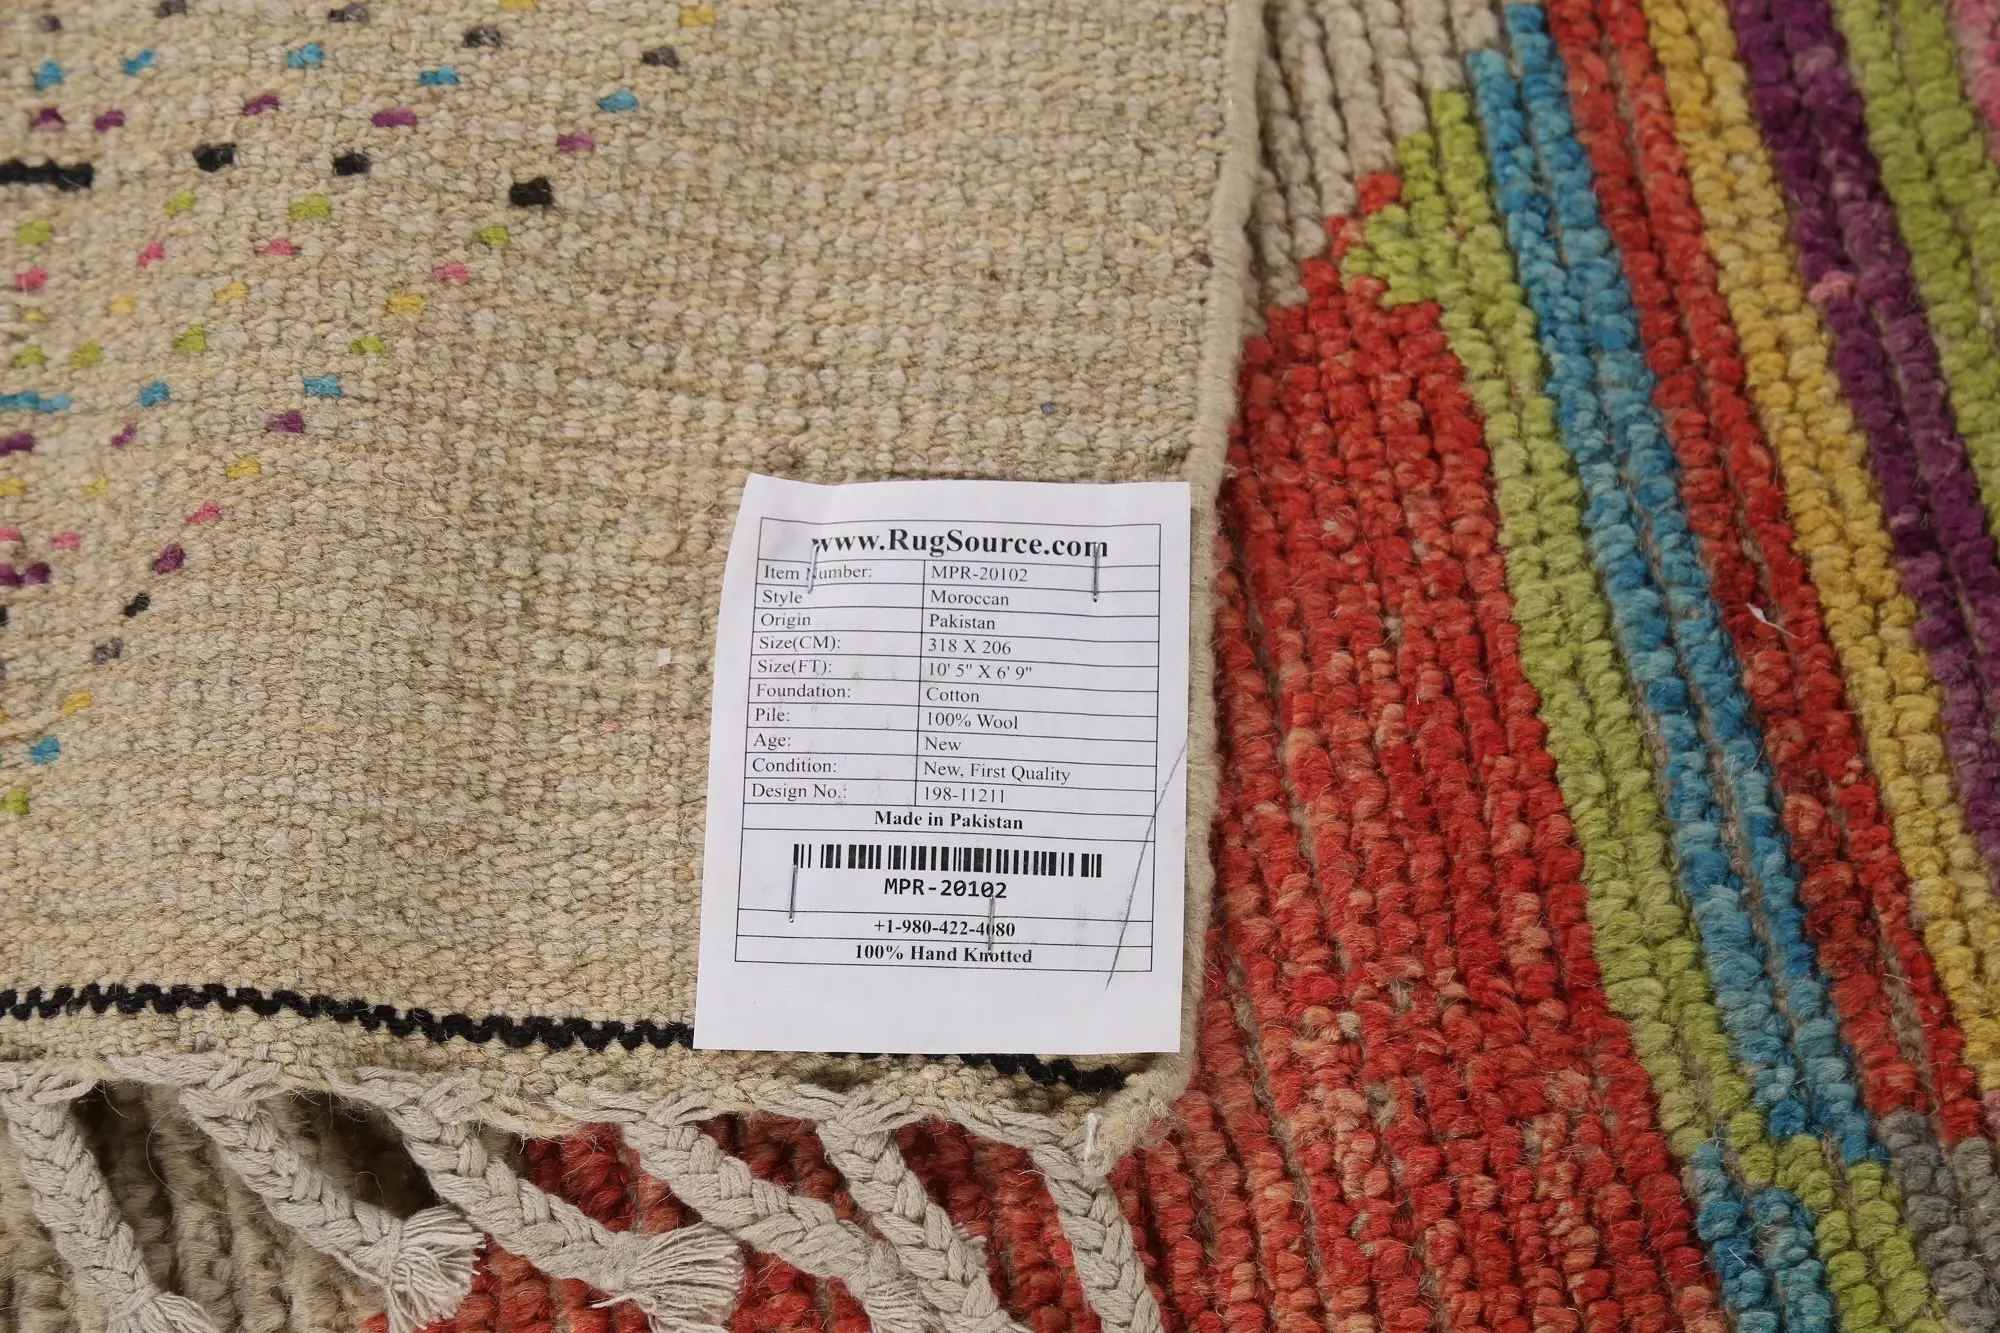 www.RugSource.com
Item Number: MPR-20102
Style Moroccan
Origin Pakistan
Size(CM): 318 X 206
Size(FT): 10' 5" X 6' 9"
Foundation: Cotton
Pile: 100% Wool
Age: New
Condition: New, First Quality
Design No.: 198-11211
Made in Pakistan
MPR-20102
+1-980-422-4080
100% Hand Knotted